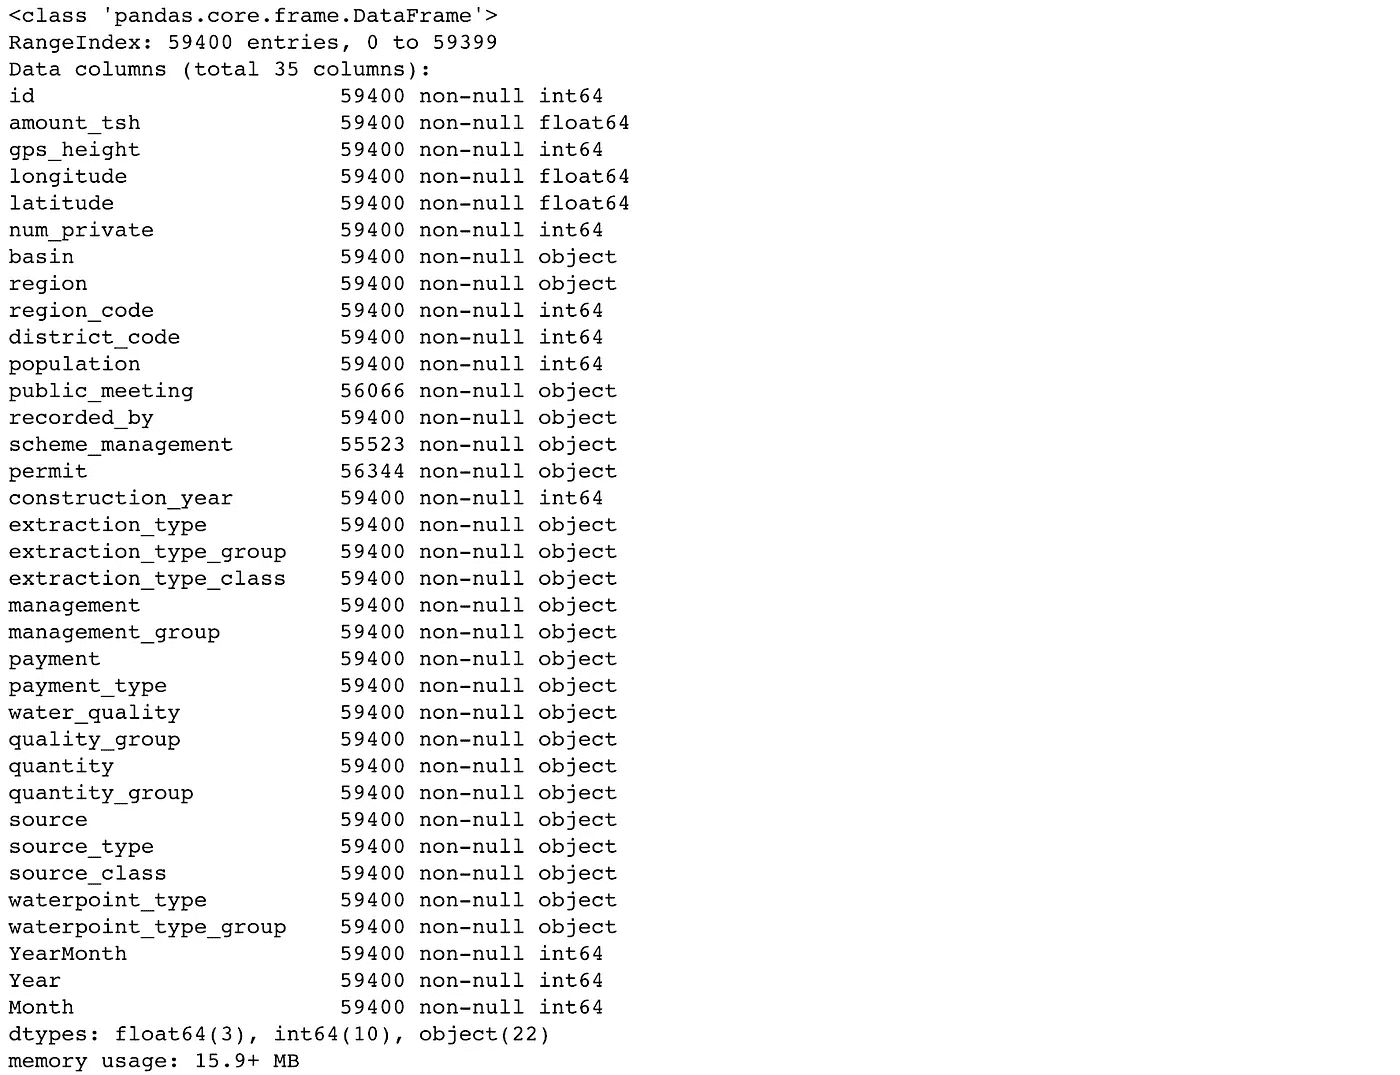 <class 'pandas.core.frame.DataFrame'>
RangeIndex: 59400 entries, 0 to 59399
Data columns (total 35 columns):
id                       59400 non-null int64
amount_tsh               59400 non-null float64
gps_height               59400 non-null int64
longitude                59400 non-null float64
latitude                 59400 non-null float64
num_private              59400 non-null int64
basin                    59400 non-null object
region                   59400 non-null object
region_code              59400 non-null int64
district_code            59400 non-null int64
population               59400 non-null int64
public_meeting           56066 non-null object
recorded_by              59400 non-null object
scheme_management        55523 non-null object
permit                   56344 non-null object
construction_year        59400 non-null int64
extraction_type          59400 non-null object
extraction_type_group    59400 non-null object
extraction_type_class    59400 non-null object
management               59400 non-null object
management_group         59400 non-null object
payment                  59400 non-null object
payment_type             59400 non-null object
water_quality            59400 non-null object
quality_group            59400 non-null object
quantity                 59400 non-null object
quantity_group           59400 non-null object
source                   59400 non-null object
source_type              59400 non-null object
source_class             59400 non-null object
waterpoint_type          59400 non-null object
waterpoint_type_group    59400 non-null object
YearMonth                59400 non-null int64
Year                     59400 non-null int64
Month                    59400 non-null int64
dtypes: float64(3), int64(10), object(22)
memory usage: 15.9+ MB